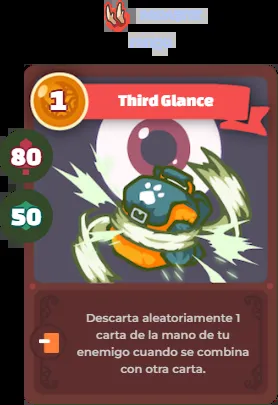 1
Third Glance
80
50
Descarta aleatoriamente 1
carta de la mano de tu
enemigo cuando se combina
con otra carta.